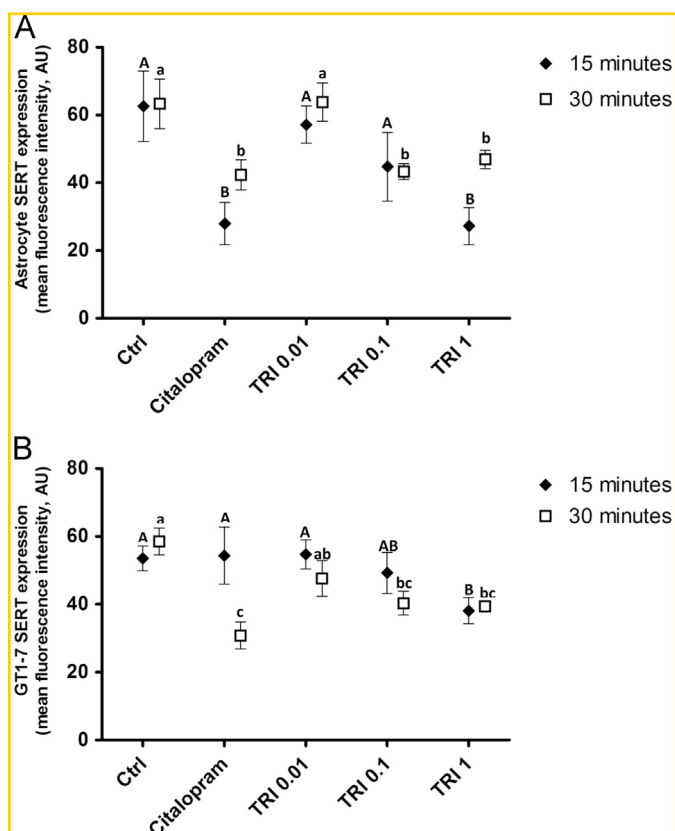 A
Astrocyte SERT expression
(mean fluorescence intensity, AU)
80
60
40
20
0
A
a
B
b
A
a
A
b
B
b
Ctrl
Citalopram
TRI 0.01
TRI 0.1
TRI 1
15 minutes
30 minutes
B
GT1-7 SERT expression
(mean fluorescence intensity, AU)
80
60
40
20
0
A
a
A
c
A
ab
AB
bc
B
bc
Ctrl
Citalopram
TRI 0.01
TRI 0.1
TRI 1
15 minutes
30 minutes